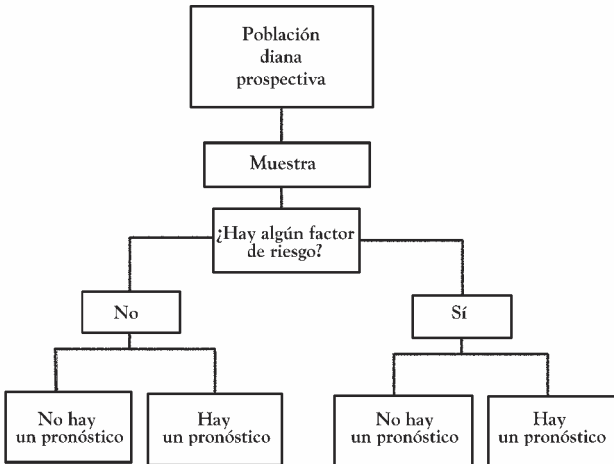 Población
diana
prospectiva
Muestra
¿Hay algún factor
de riesgo?
No
Sí
No hay
un pronóstico
Hay
un pronóstico
No hay
un pronóstico
Hay
un pronóstico